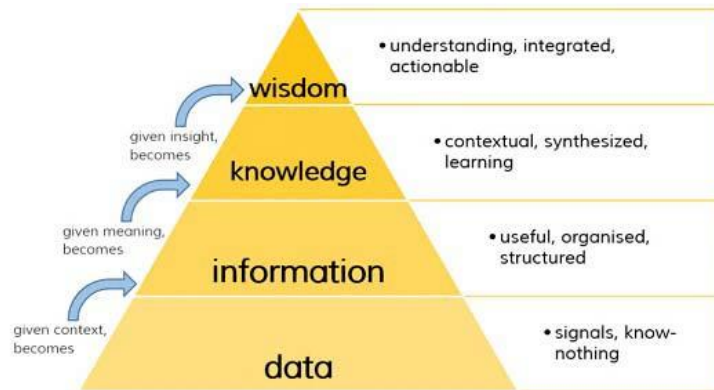 • understanding, integrated,
actionable
wisdom
given insight,
becomes
• contextual, synthesized,
learning
knowledge
given meaning,
becomes
• useful, organised,
structured
information
given context,
becomes
• signals, know-
nothing
data